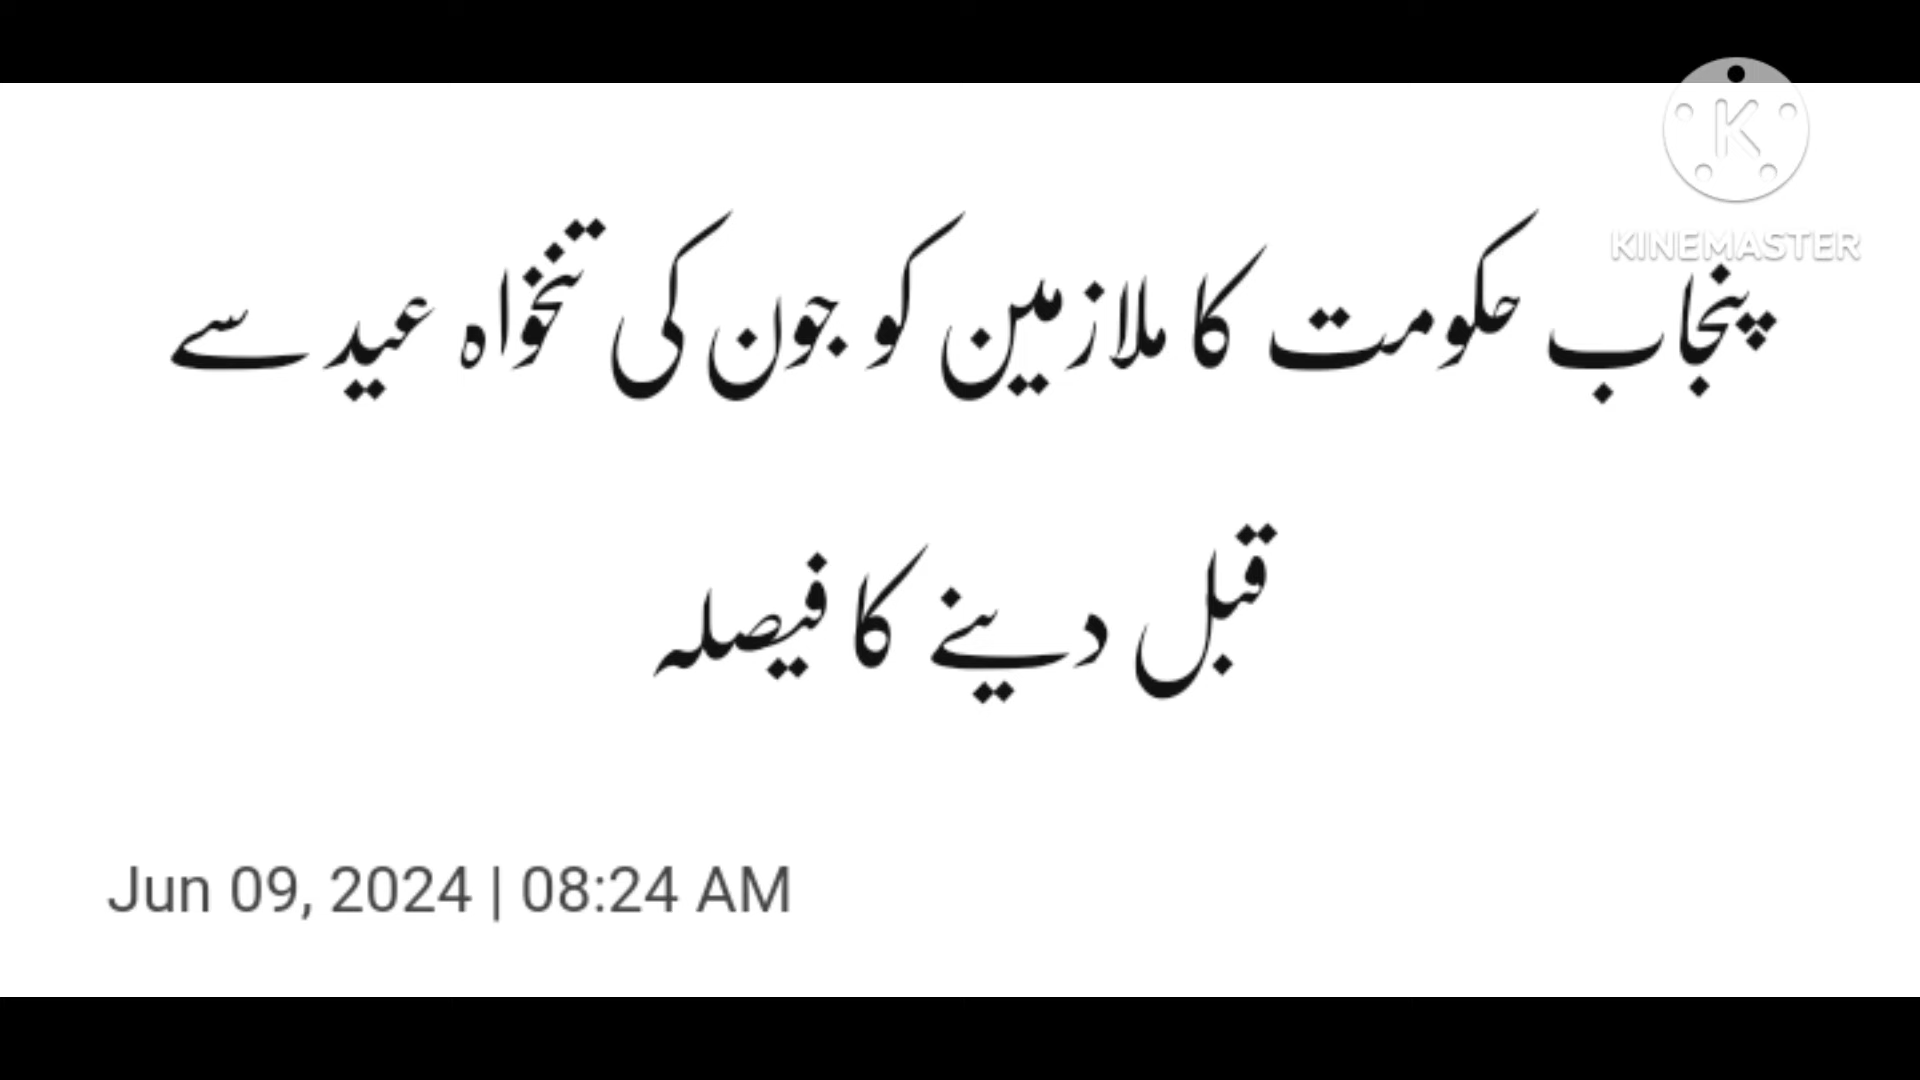 KINEMASTER
پنجاب حکومت کا ملازمین کو جون کی تنخواہ عید سے
قبل دینے کا فیصلہ
Jun 09, 2024 | 08:24 AM